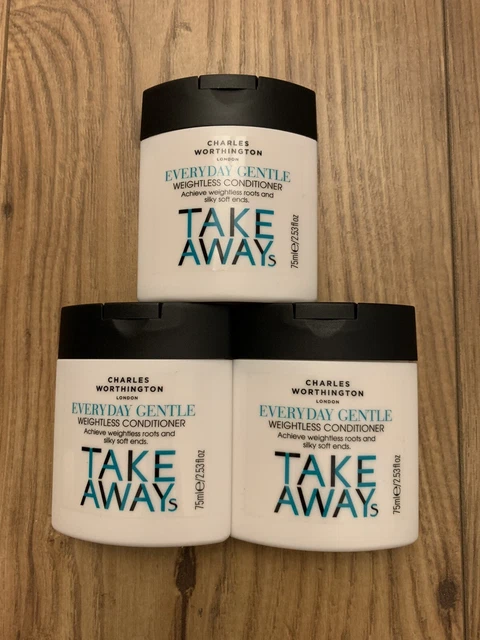 CHARLES
WORTHINGTON
LONDON
EVERYDAY GENTLE
WEIGHTLESS CONDITIONER
Achieve weightless roots and
silky soft ends.
TAKE
AWAYs
75ml℮/2.53fl oz
CHARLES
WORTHINGTON
LONDON
EVERYDAY GENTLE
WEIGHTLESS CONDITIONER
Achieve weightless roots and
silky soft ends.
TAKE
AWAYs
75ml℮/2.53fl oz
CHARLES
WORTHINGTON
LONDON
EVERYDAY GENTLE
WEIGHTLESS CONDITIONER
Achieve weightless roots and
silky soft ends.
TAKE
AWAYs
75ml℮/2.53fl oz